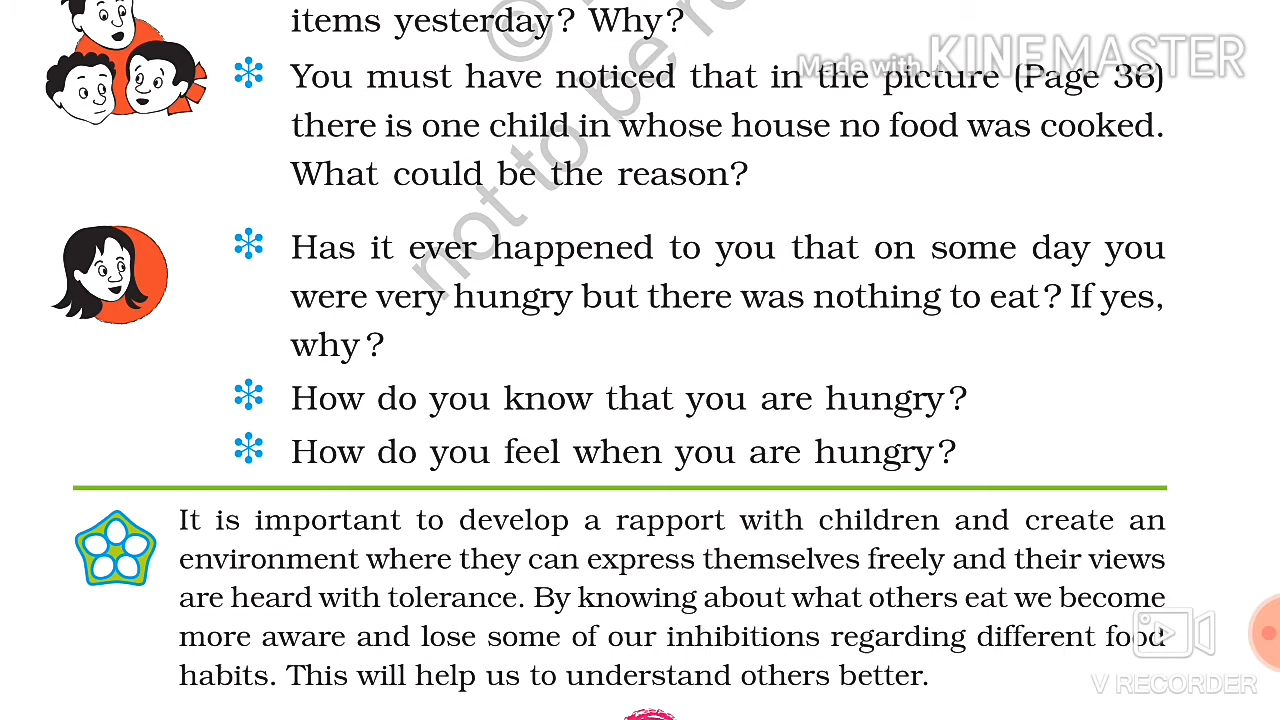 items yesterday? Why?
Made with KINEMASTER
You must have noticed that in the picture (Page 36)
there is one child in whose house no food was cooked.
What could be the reason?
not to be re
Has it ever happened to you that on some day you
were very hungry but there was nothing to eat? If yes,
why?
How do you know that you are hungry?
How do you feel when you are hungry?
It is important to develop a rapport with children and create an
environment where they can express themselves freely and their views
are heard with tolerance. By knowing about what others eat we become
more aware and lose some of our inhibitions regarding different food
habits. This will help us to understand others better.
V RECORDER